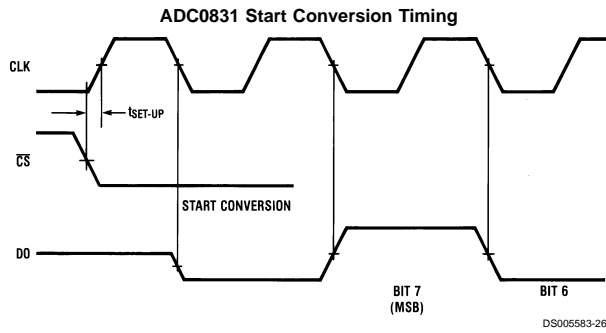 ADC0831 Start Conversion Timing
CLK
tSET-UP
CS
START CONVERSION
DO
BIT 7
(MSB)
BIT 6
DS005583-26